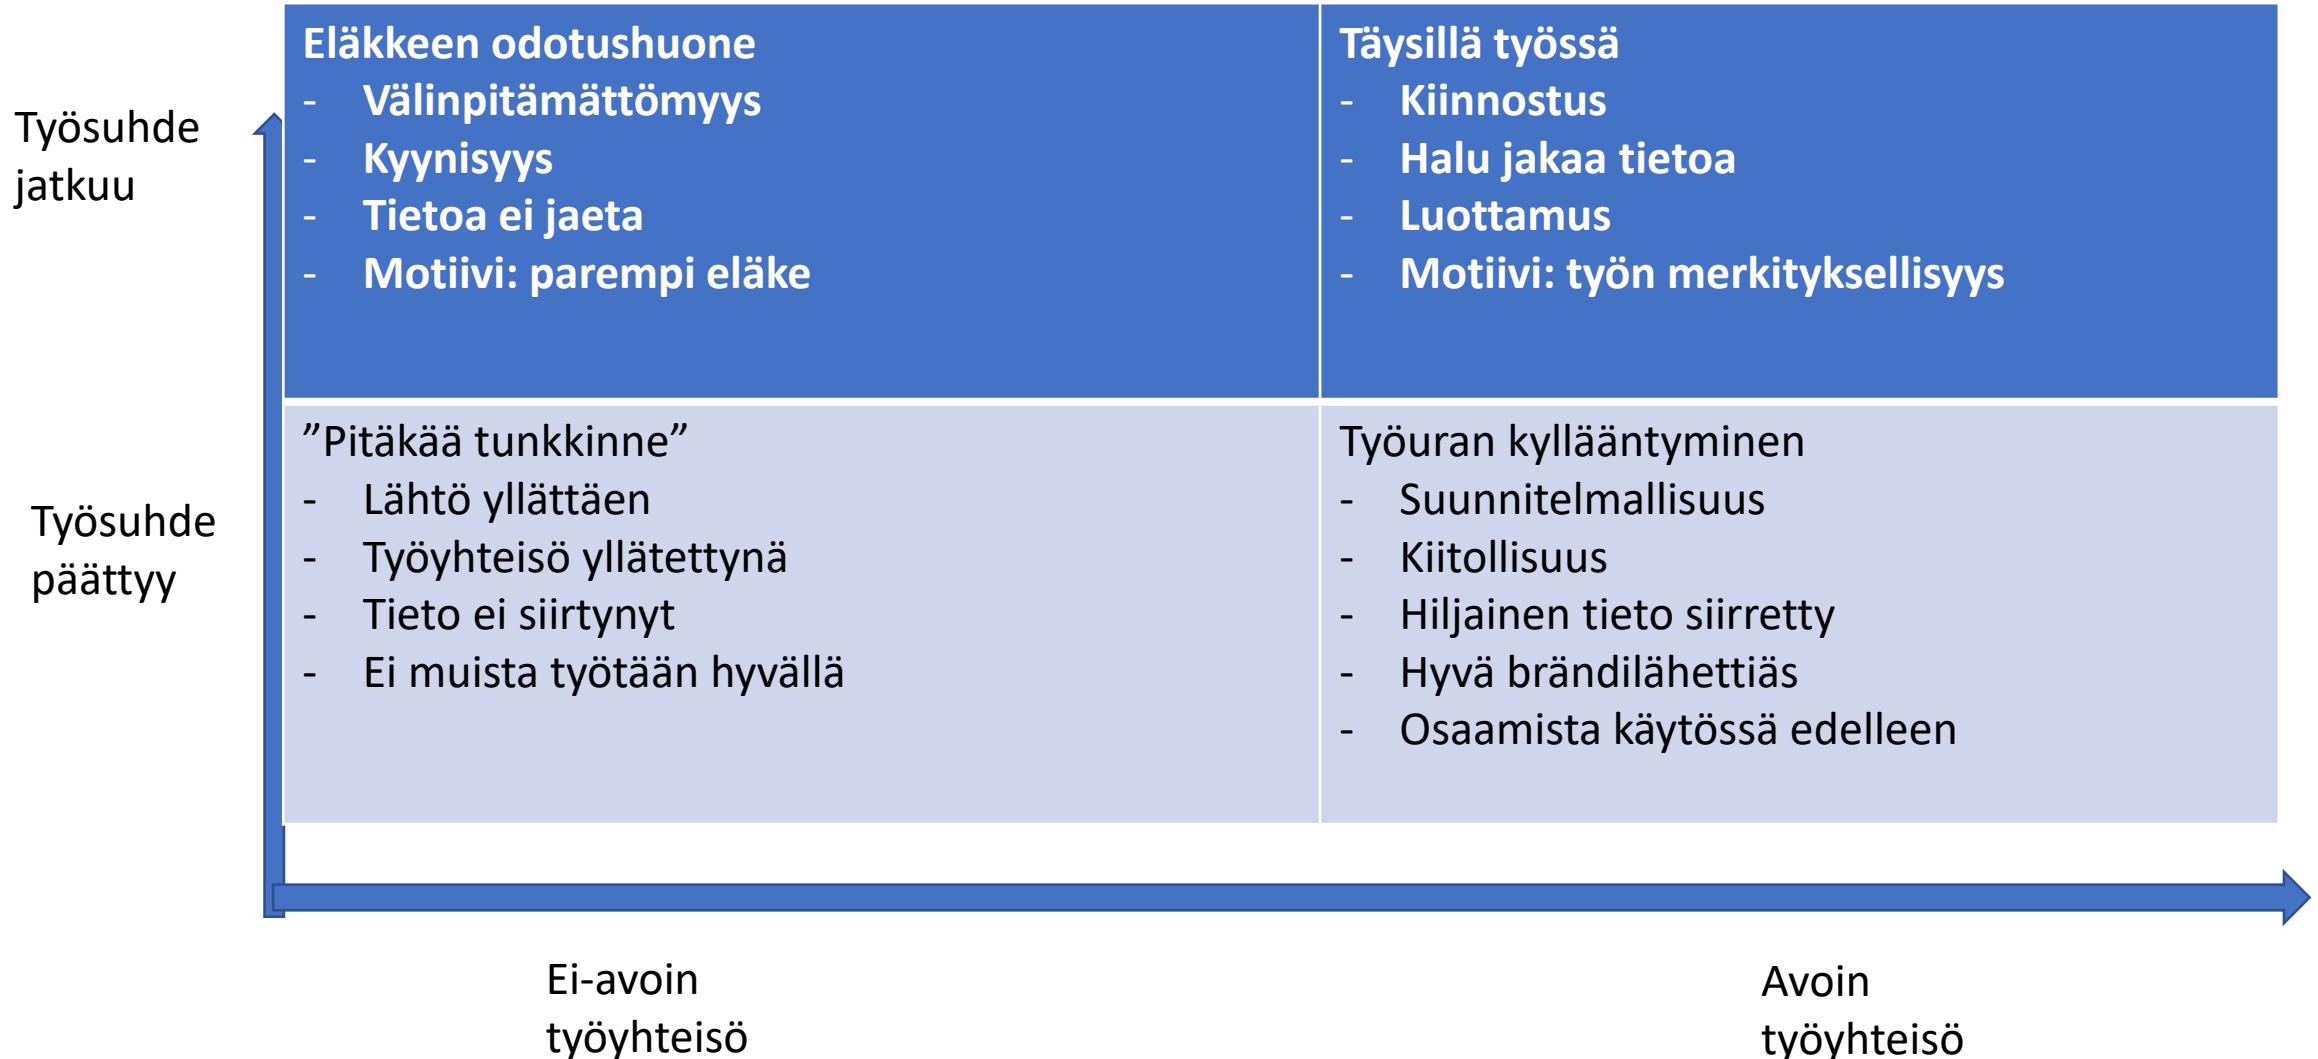 Työsuhde
jatkuu
Eläkkeen odotushuone
- Välinpitämättömyys
- Kyynisyys
- Tietoa ei jaeta
- Motiivi: parempi eläke
Täysillä työssä
- Kiinnostus
- Halu jakaa tietoa
- Luottamus
- Motiivi: työn merkityksellisyys
Työsuhde
päättyy
”Pitäkää tunkkinne”
- Lähtö yllättäen
- Työyhteisö yllätettynä
- Tieto ei siirtynyt
- Ei muista työtään hyvällä
Työuran kyllääntyminen
- Suunnitelmallisuus
- Kiitollisuus
- Hiljainen tieto siirretty
- Hyvä brändilähettiäs
- Osaamista käytössä edelleen
Ei-avoin
työyhteisö
Avoin
työyhteisö